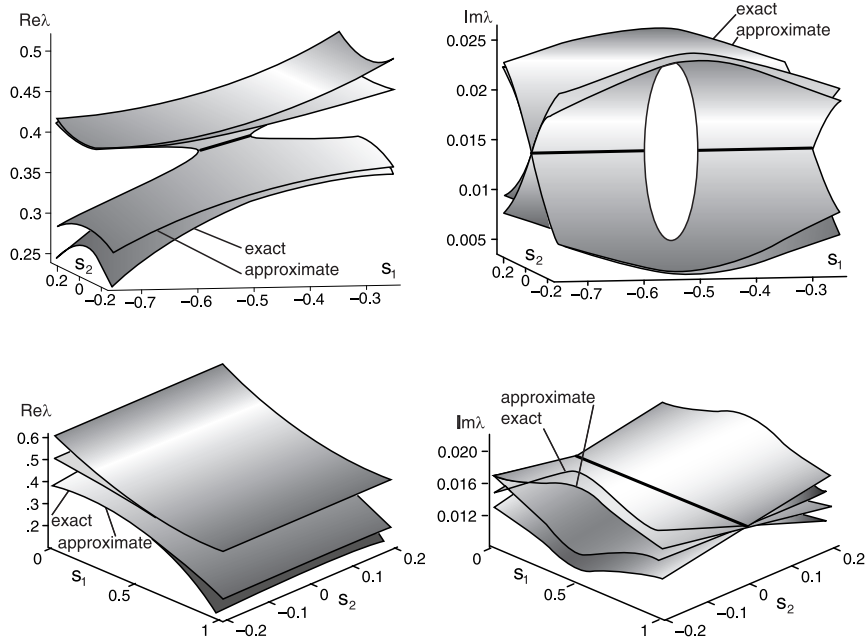 Reλ
0.5
0.45
0.4
0.35
0.3
0.25
exact
approximate
S₂
0.2
0
−0.2
−0.7
−0.6
−0.5
−0.4
−0.3
S₁
Imλ
0.025
0.02
0.015
0.01
0.005
exact
approximate
S₂
0.2
0
−0.2
−0.7
−0.6
−0.5
−0.4
−0.3
S₁
Reλ
0.6
.5
.4
.3
.2
exact
approximate
0
S₁
0.5
1
−0.2
−0.1
0
S₂
0.1
0.2
approximate
exact
Imλ
0.020
0.016
0.012
0
S₁
0.5
1
−0.2
−0.1
0
S₂
0.1
0.2